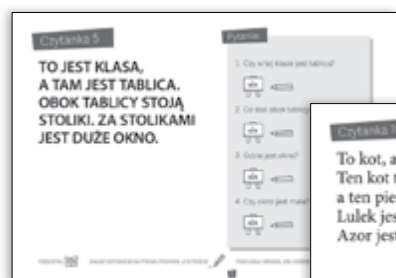 Czytanka 5
TO JEST KLASA,
A TAM JEST TABLICA.
OBOK TABLICY STOJĄ
STOLIKI. ZA STOLIKAMI
JEST DUŻE OKNO.
Pytania:
1. Czy w tej klasie jest tablica?
2. Co stoi obok tablicy
3. Gdzie jest okno?
4. Czy okno jest małe?
Czytanka
To kot, a
Ten kot
a ten pie
Lulek jes
Azor jest